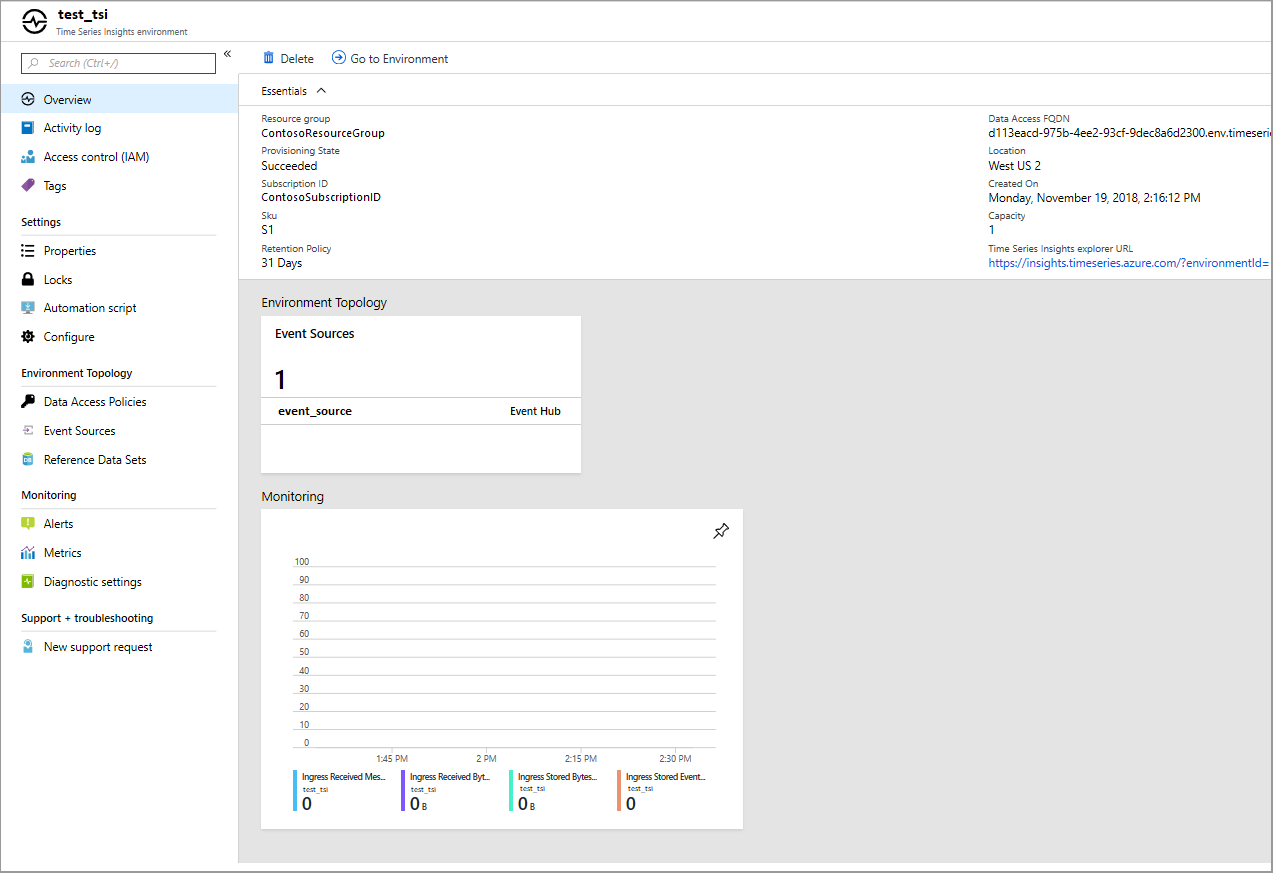 test_tsi
Time Series Insights environment
Search (Ctrl+/)
«
Overview
Activity log
Access control (IAM)
Tags
Settings
Properties
Locks
Automation script
Configure
Environment Topology
Data Access Policies
Event Sources
Reference Data Sets
Monitoring
Alerts
Metrics
Diagnostic settings
Support + troubleshooting
New support request
Delete
Go to Environment
Essentials
Resource group
ContosoResourceGroup
Provisioning State
Succeeded
Subscription ID
ContosoSubscriptionID
Sku
S1
Retention Policy
31 Days
Data Access FQDN
d113eacd-975b-4ee2-93cf-9dec8a6d2300.env.timeseri
Location
West US 2
Created On
Monday, November 19, 2018, 2:16:12 PM
Capacity
1
Time Series Insights explorer URL
https://insights.timeseries.azure.com/?environmentId=
Environment Topology
Event Sources
1
event_source Event Hub
Monitoring
100
90
80
70
60
50
40
30
20
10
0
1:45 PM 2 PM 2:15 PM 2:30 PM
Ingress Received Mes...
test_tsi
0
Ingress Received Byt...
test_tsi
0 B
Ingress Stored Bytes...
test_tsi
0 B
Ingress Stored Event...
test_tsi
0